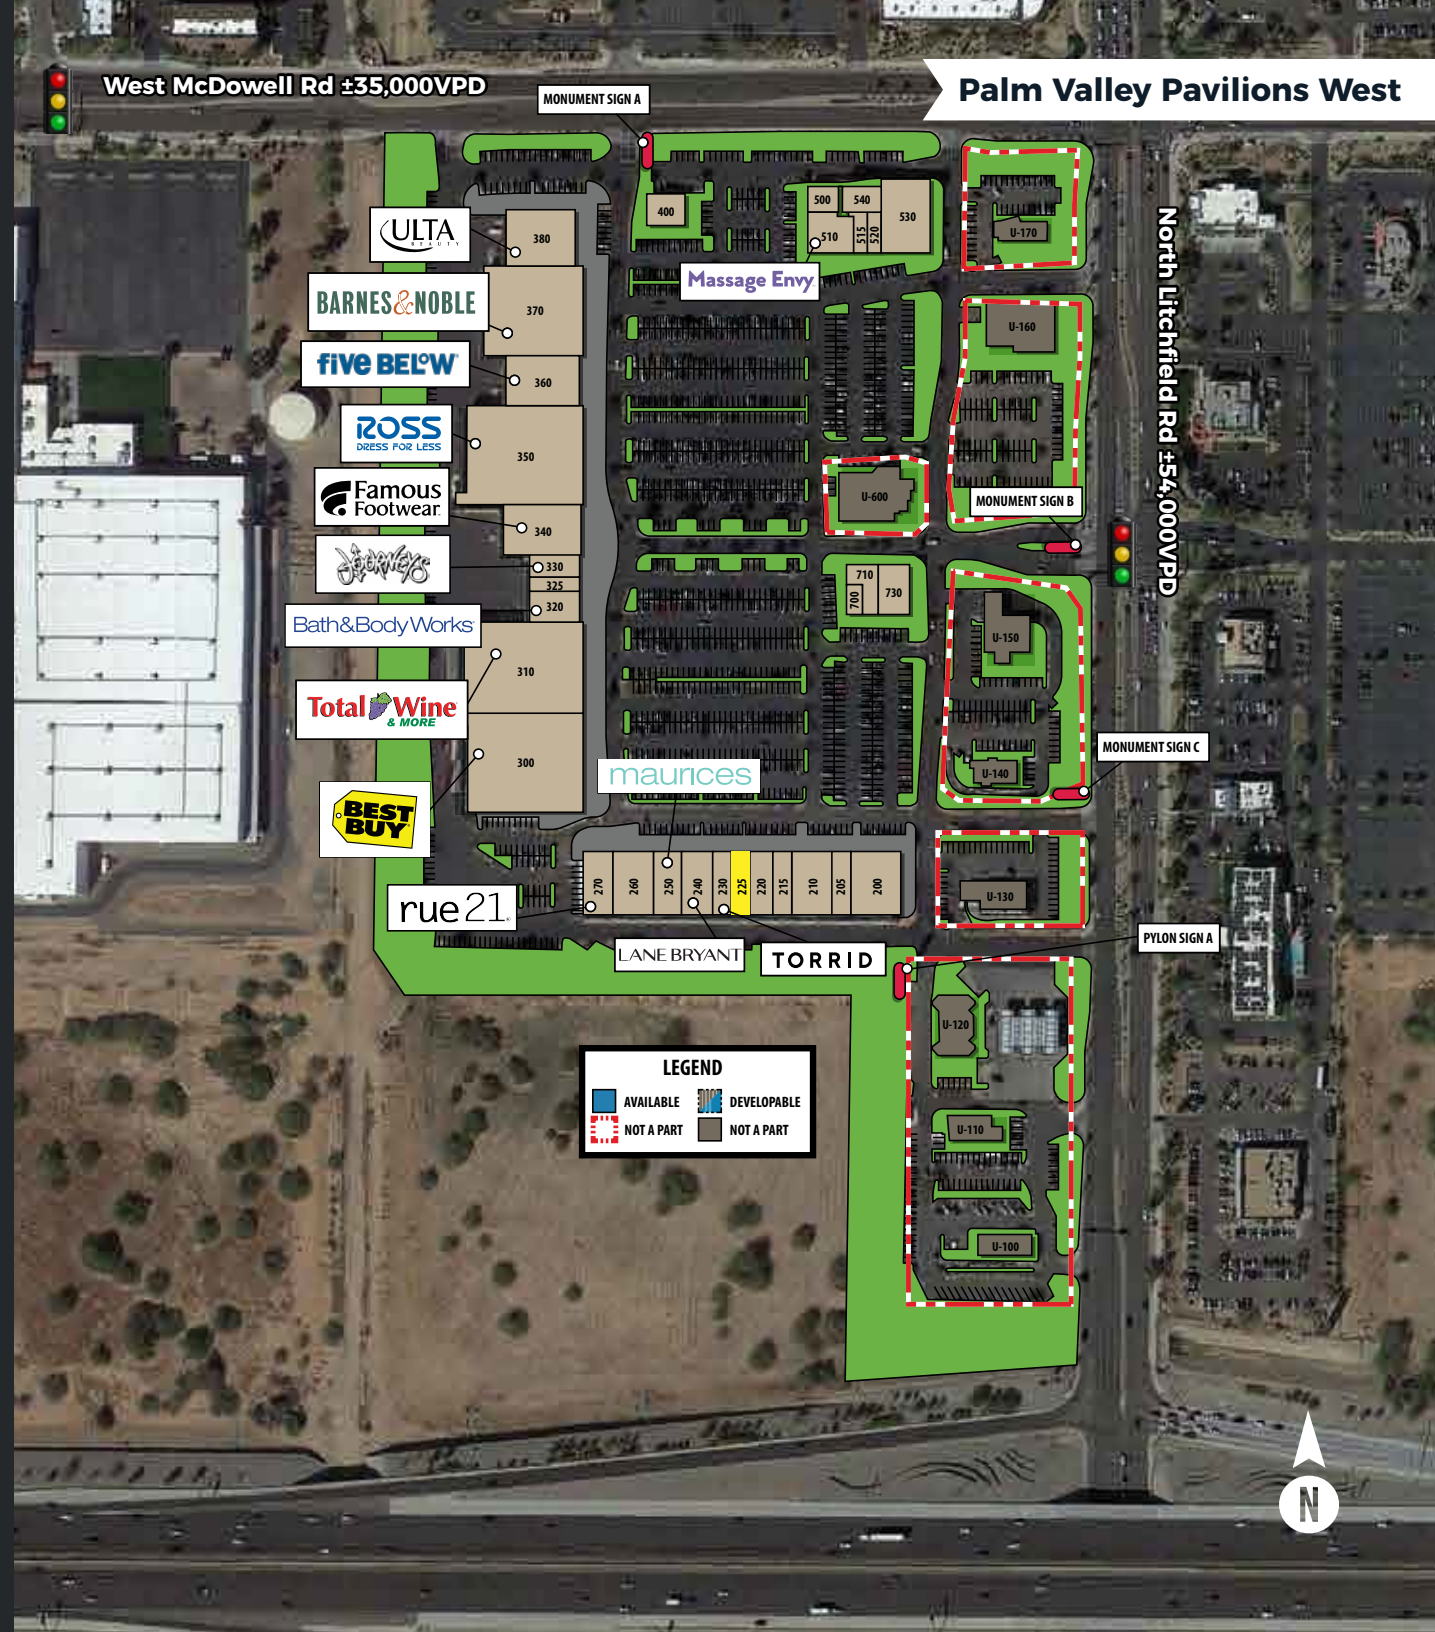 West McDowell Rd ±35,000VPD
MONUMENT SIGN A
Palm Valley Pavilions West
North Litchfield Rd ±54,000VPD
ULTA
BEAUTY
380
BARNES&NOBLE
370
five BEL°W
360
ROSS
DRESS FOR LESS
350
Famous
Footwear
340
JOURNEYS
330
325
Bath&BodyWorks
320
310
Total Wine
& MORE
300
BEST
BUY
400
500
540
530
510
515
520
Massage Envy
U-170
U-160
U-600
MONUMENT SIGN B
710
700
730
U-150
U-140
MONUMENT SIGN C
maurices
270
260
250
240
230
225
220
215
210
205
200
rue21
LANE BRYANT
TORRID
U-130
PYLON SIGN A
U-120
U-110
U-100
LEGEND
AVAILABLE
DEVELOPABLE
NOT A PART
NOT A PART
N